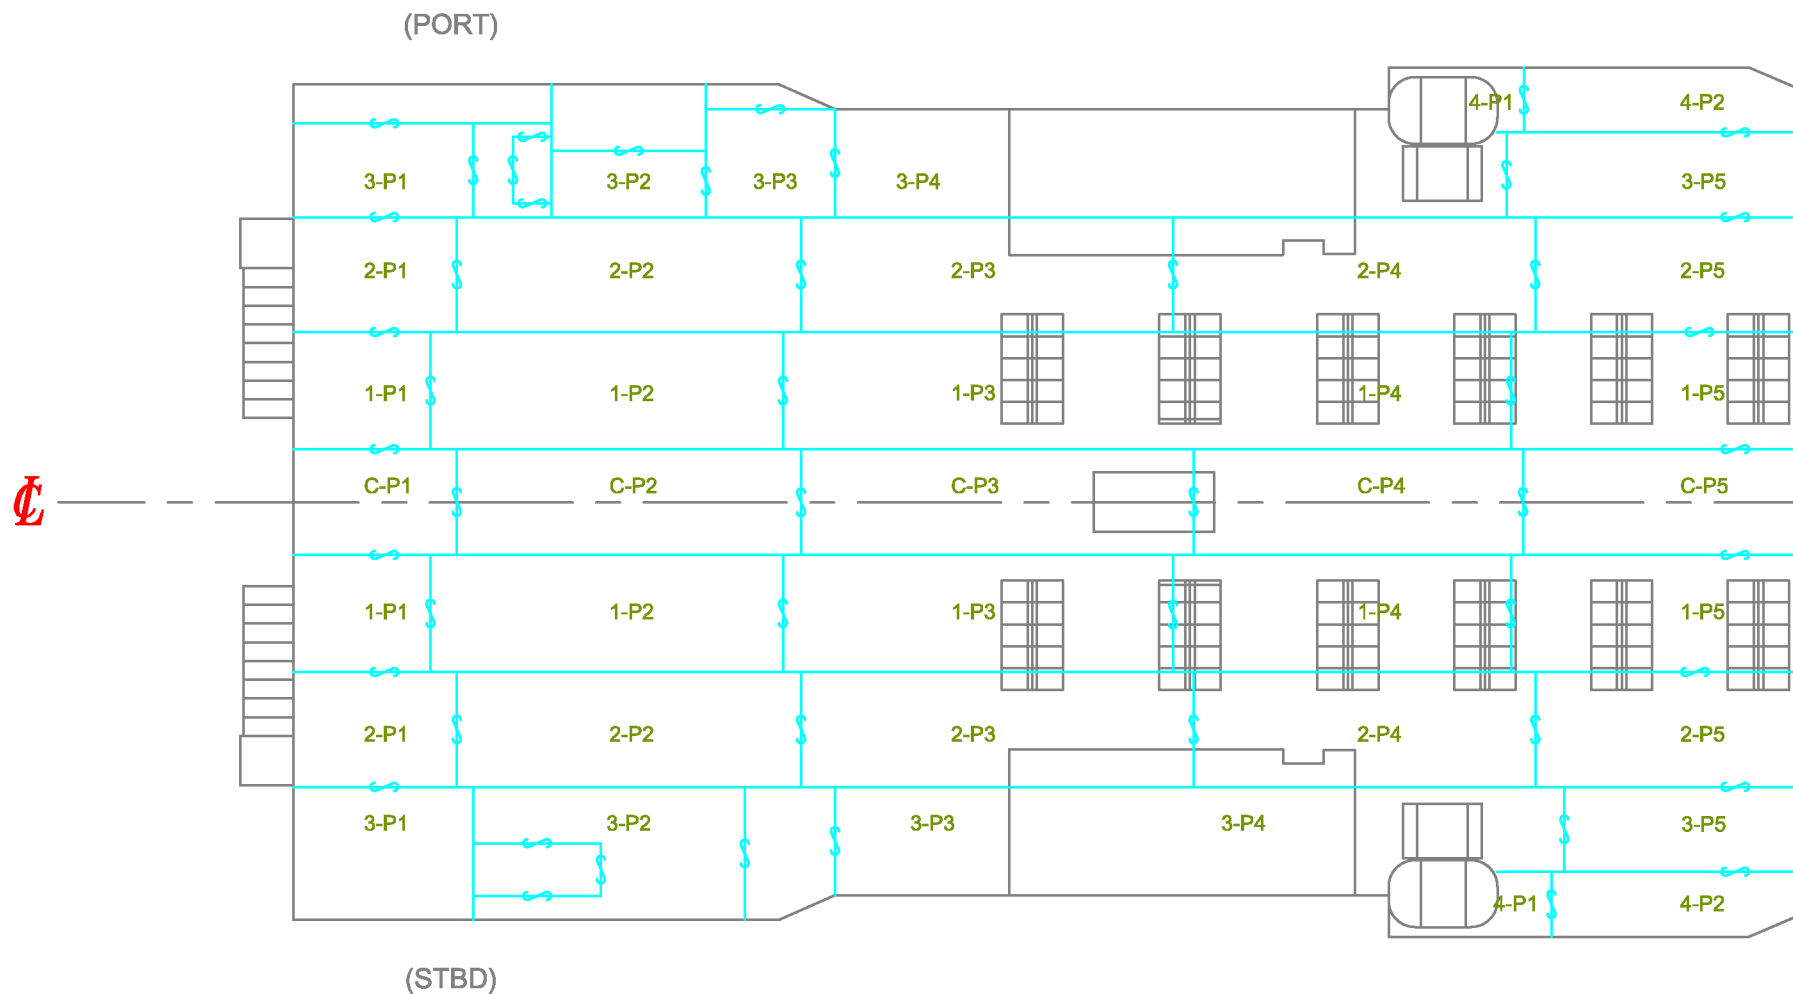 (PORT)
4-P1 4-P2
3-P1 3-P2 3-P3 3-P4 3-P5
2-P1 2-P2 2-P3 2-P4 2-P5
1-P1 1-P2 1-P3 1-P4 1-P5
C-P1 C-P2 C-P3 C-P4 C-P5
℄
1-P1 1-P2 1-P3 1-P4 1-P5
2-P1 2-P2 2-P3 2-P4 2-P5
3-P1 3-P2 3-P3 3-P4 3-P5
4-P1 4-P2
(STBD)